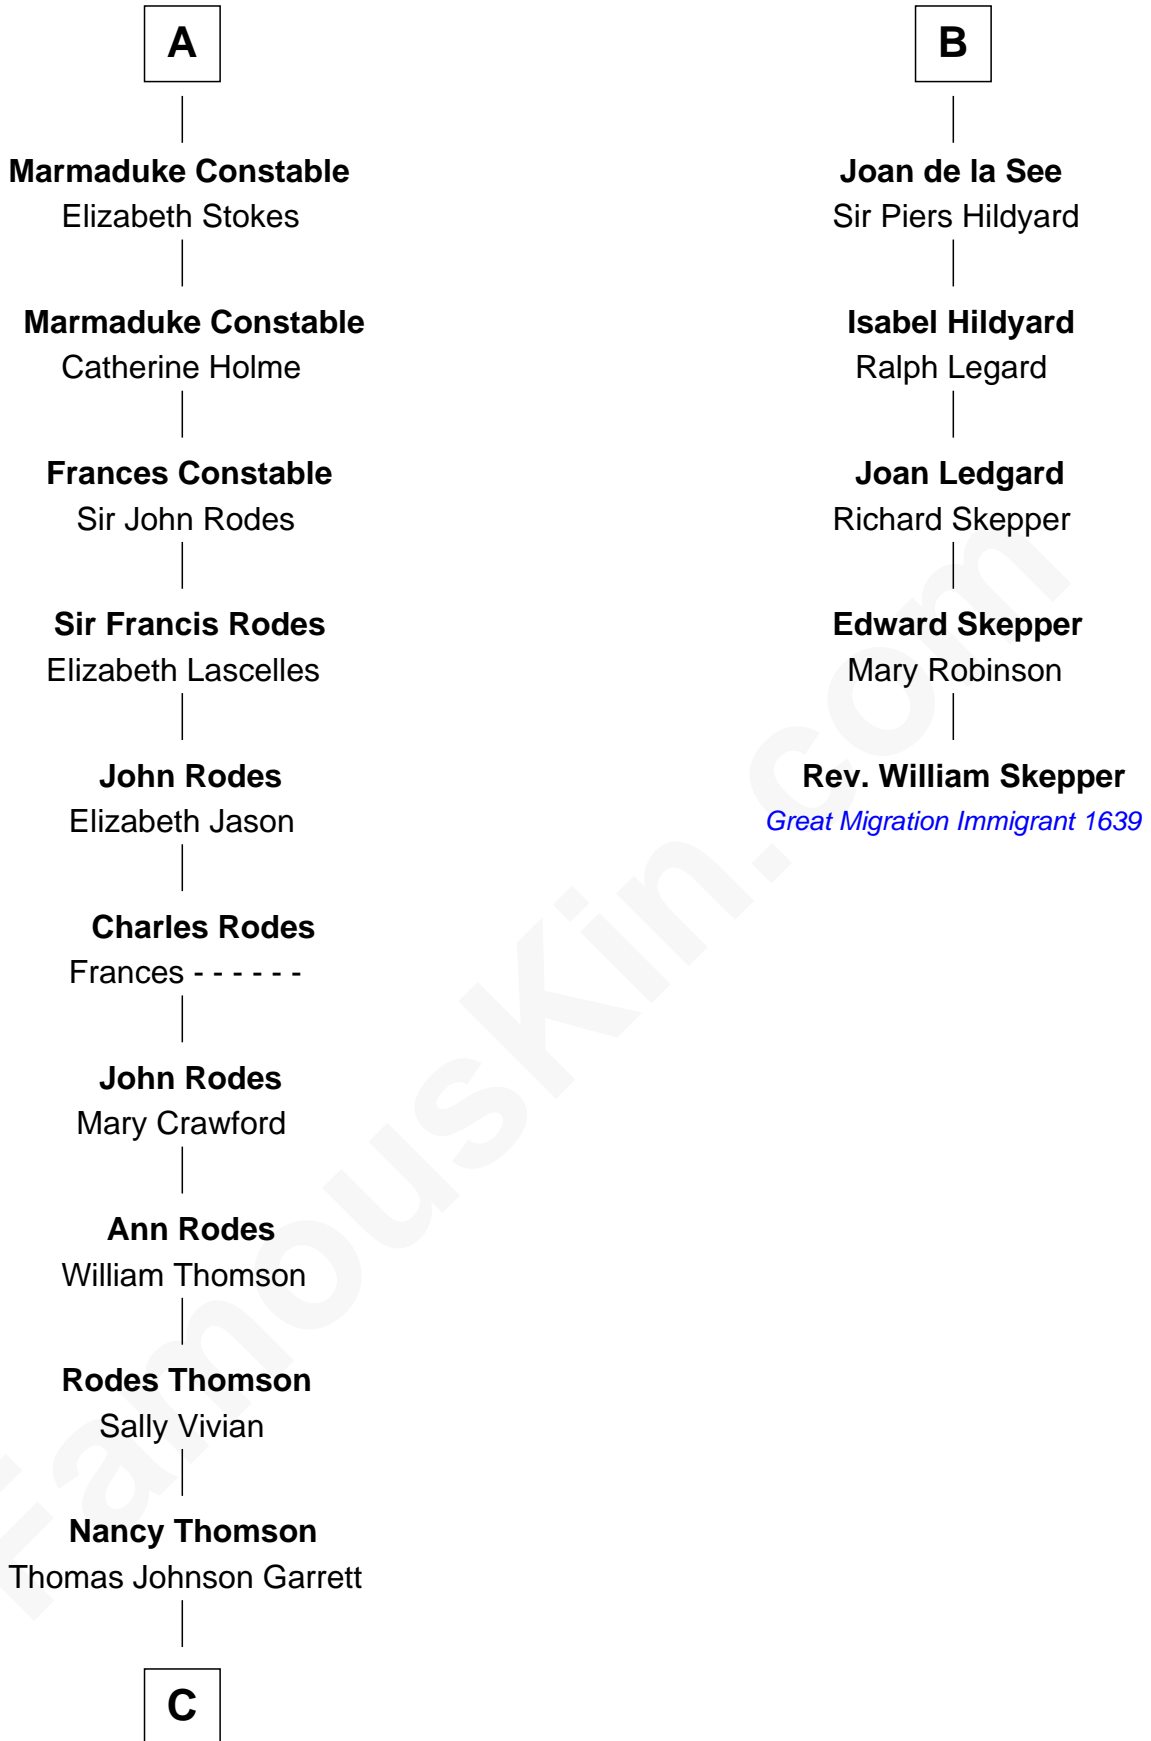 A
Marmaduke Constable
Elizabeth Stokes
Marmaduke Constable
Catherine Holme
Frances Constable
Sir John Rodes
Sir Francis Rodes
Elizabeth Lascelles
John Rodes
Elizabeth Jason
Charles Rodes
Frances - - - - - -
John Rodes
Mary Crawford
Ann Rodes
William Thomson
Rodes Thomson
Sally Vivian
Nancy Thomson
Thomas Johnson Garrett
C
B
Joan de la See
Sir Piers Hildyard
Isabel Hildyard
Ralph Legard
Joan Ledgard
Richard Skepper
Edward Skepper
Mary Robinson
Rev. William Skepper
Great Migration Immigrant 1639
FamousKin.com